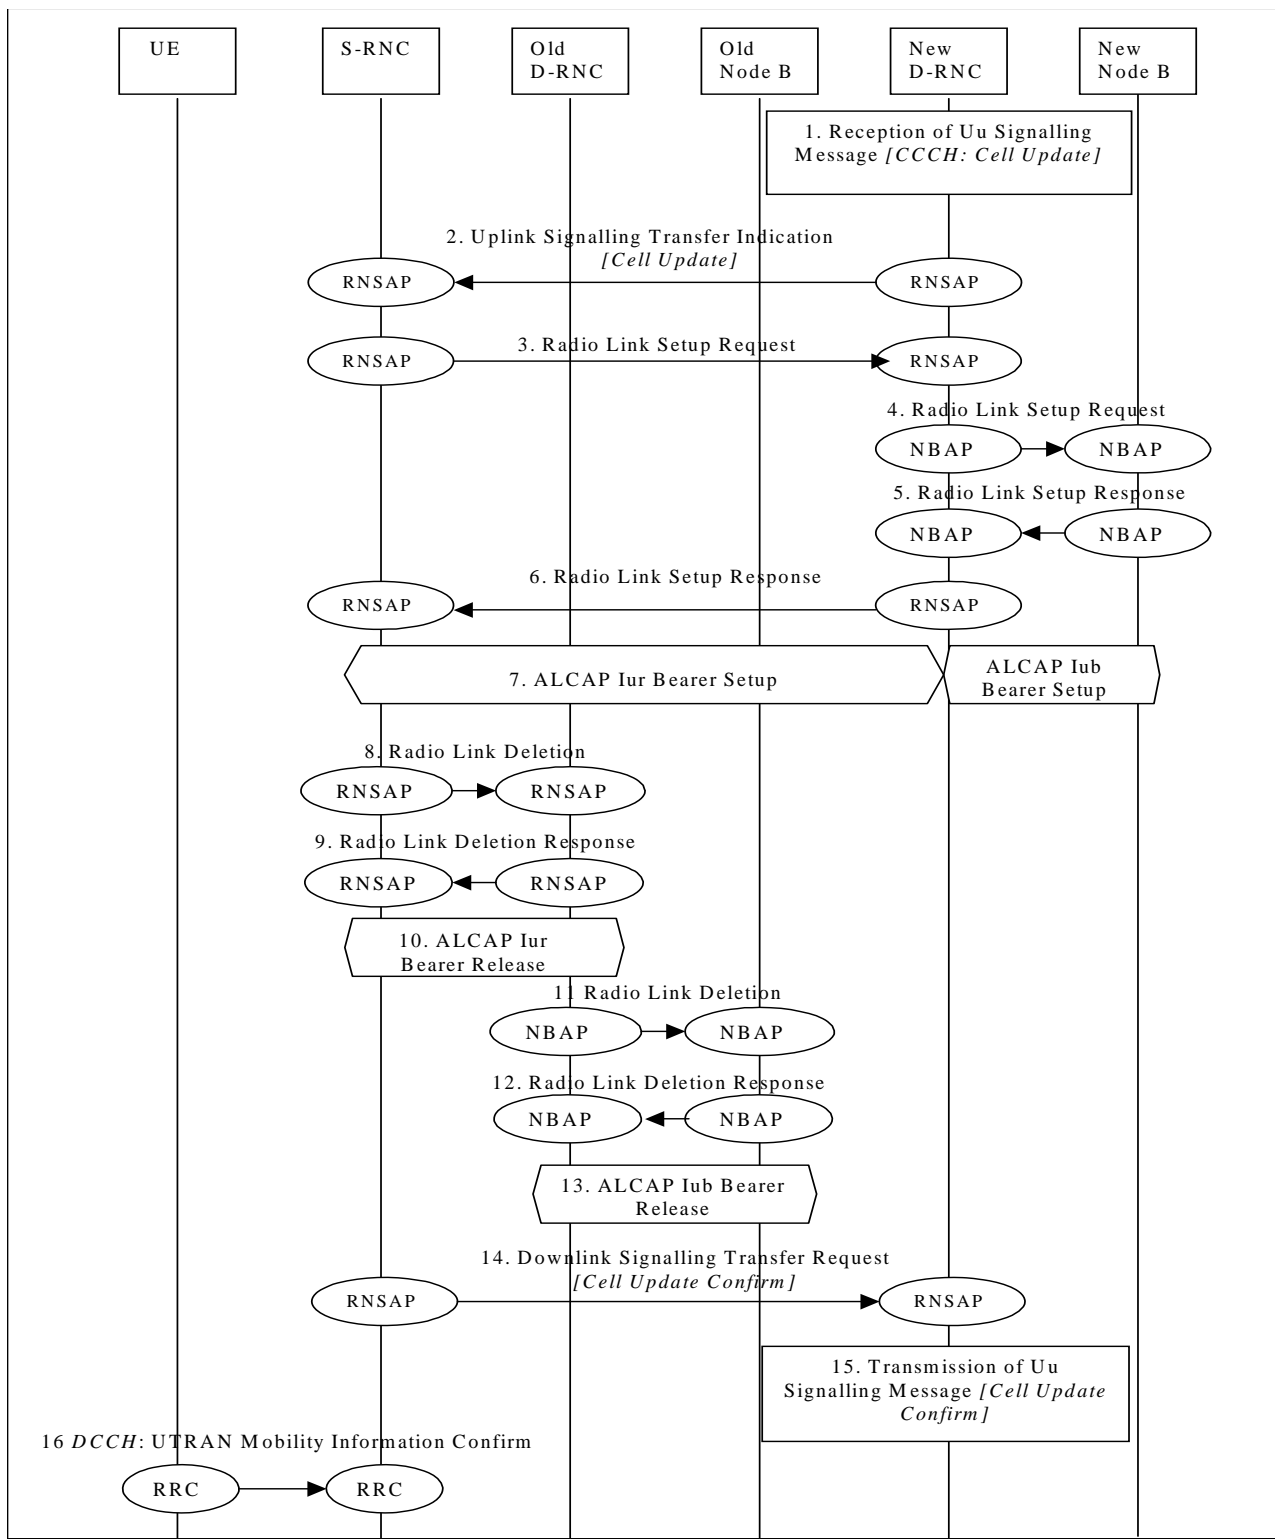 UE
S-RNC
Old
D-RNC
Old
Node B
New
D-RNC
New
Node B
1. Reception of Uu Signalling
Message [CCCH: Cell Update]
2. Uplink Signalling Transfer Indication
[Cell Update]
RNSAP
RNSAP
3. Radio Link Setup Request
RNSAP
RNSAP
4. Radio Link Setup Request
NBAP
NBAP
5. Radio Link Setup Response
NBAP
NBAP
6. Radio Link Setup Response
RNSAP
RNSAP
7. ALCAP Iur Bearer Setup
ALCAP Iub
Bearer Setup
8. Radio Link Deletion
RNSAP
RNSAP
9. Radio Link Deletion Response
RNSAP
RNSAP
10. ALCAP Iur
Bearer Release
11 Radio Link Deletion
NBAP
NBAP
12. Radio Link Deletion Response
NBAP
NBAP
13. ALCAP Iub Bearer
Release
14. Downlink Signalling Transfer Request
[Cell Update Confirm]
RNSAP
RNSAP
15. Transmission of Uu
Signalling Message [Cell Update
Confirm]
16 DCCH: UTRAN Mobility Information Confirm
RRC
RRC